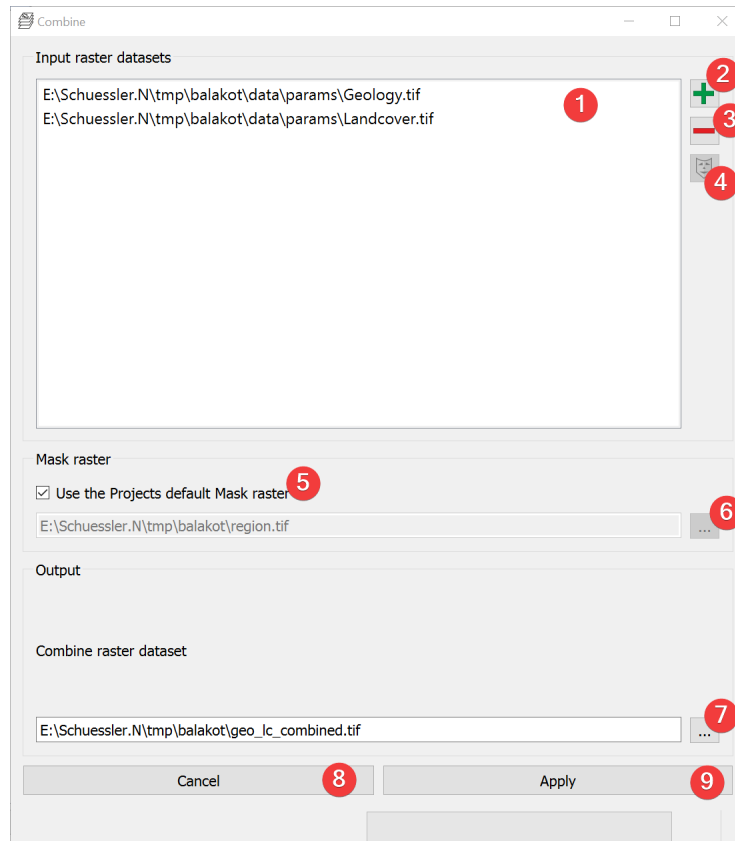 Combine
Input raster datasets
2
E:\Schuessler.N\tmp\balakot\data\params\Geology.tif
1
E:\Schuessler.N\tmp\balakot\data\params\Landcover.tif
3
4
Mask raster
5
Use the Projects default Mask raster
6
E:\Schuessler.N\tmp\balakot\region.tif
...
Output
Combine raster dataset
7
E:\Schuessler.N\tmp\balakot\geo_lc_combined.tif
...
Cancel 8
Apply 9